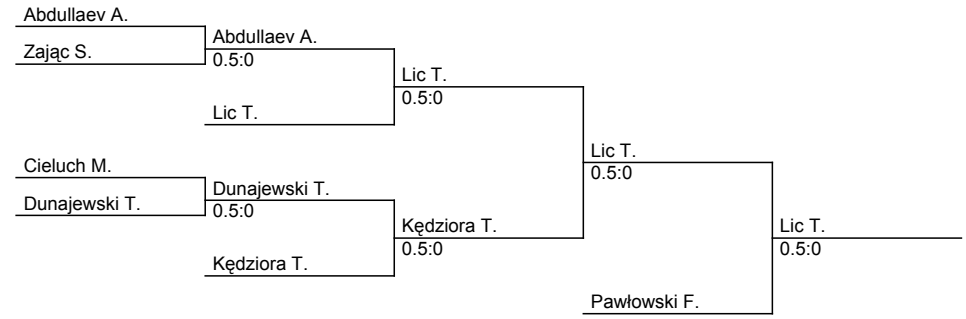 Abdullaev A.
Zając S.
Abdullaev A.
0.5:0
Lic T.
Lic T.
0.5:0
Cieluch M.
Dunajewski T.
Dunajewski T.
0.5:0
Kędziora T.
Kędziora T.
0.5:0
Lic T.
0.5:0
Pawłowski F.
Lic T.
0.5:0